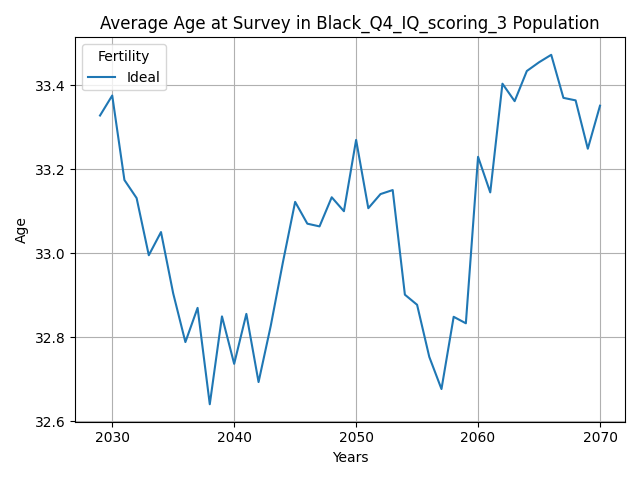 Average Age at Survey in Black_Q4_IQ_scoring_3 Population
Fertility
Ideal
33.4
33.2
33.0
32.8
32.6
Age
2030 2040 2050 2060 2070
Years